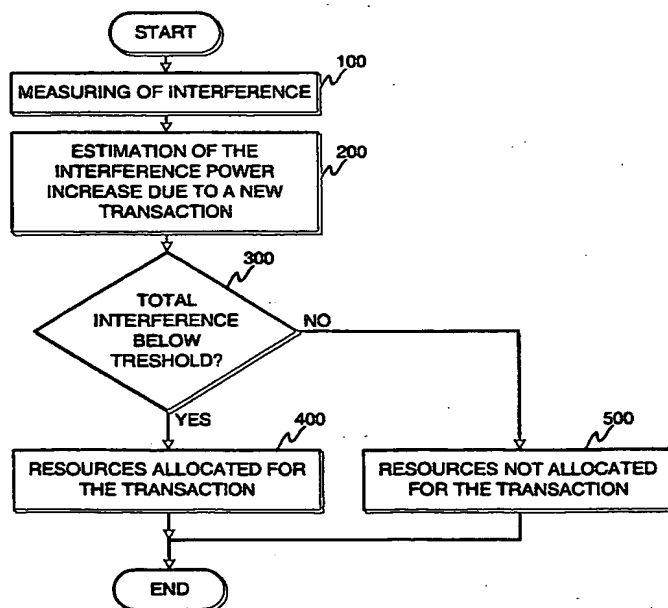 START
100
MEASURING OF INTERFERENCE
200
ESTIMATION OF THE
INTERFERENCE POWER
INCREASE DUE TO A NEW
TRANSACTION
300
TOTAL
INTERFERENCE
BELOW
TRESHOLD?
NO
YES
400
RESOURCES ALLOCATED FOR
THE TRANSACTION
500
RESOURCES NOT ALLOCATED
FOR THE TRANSACTION
END